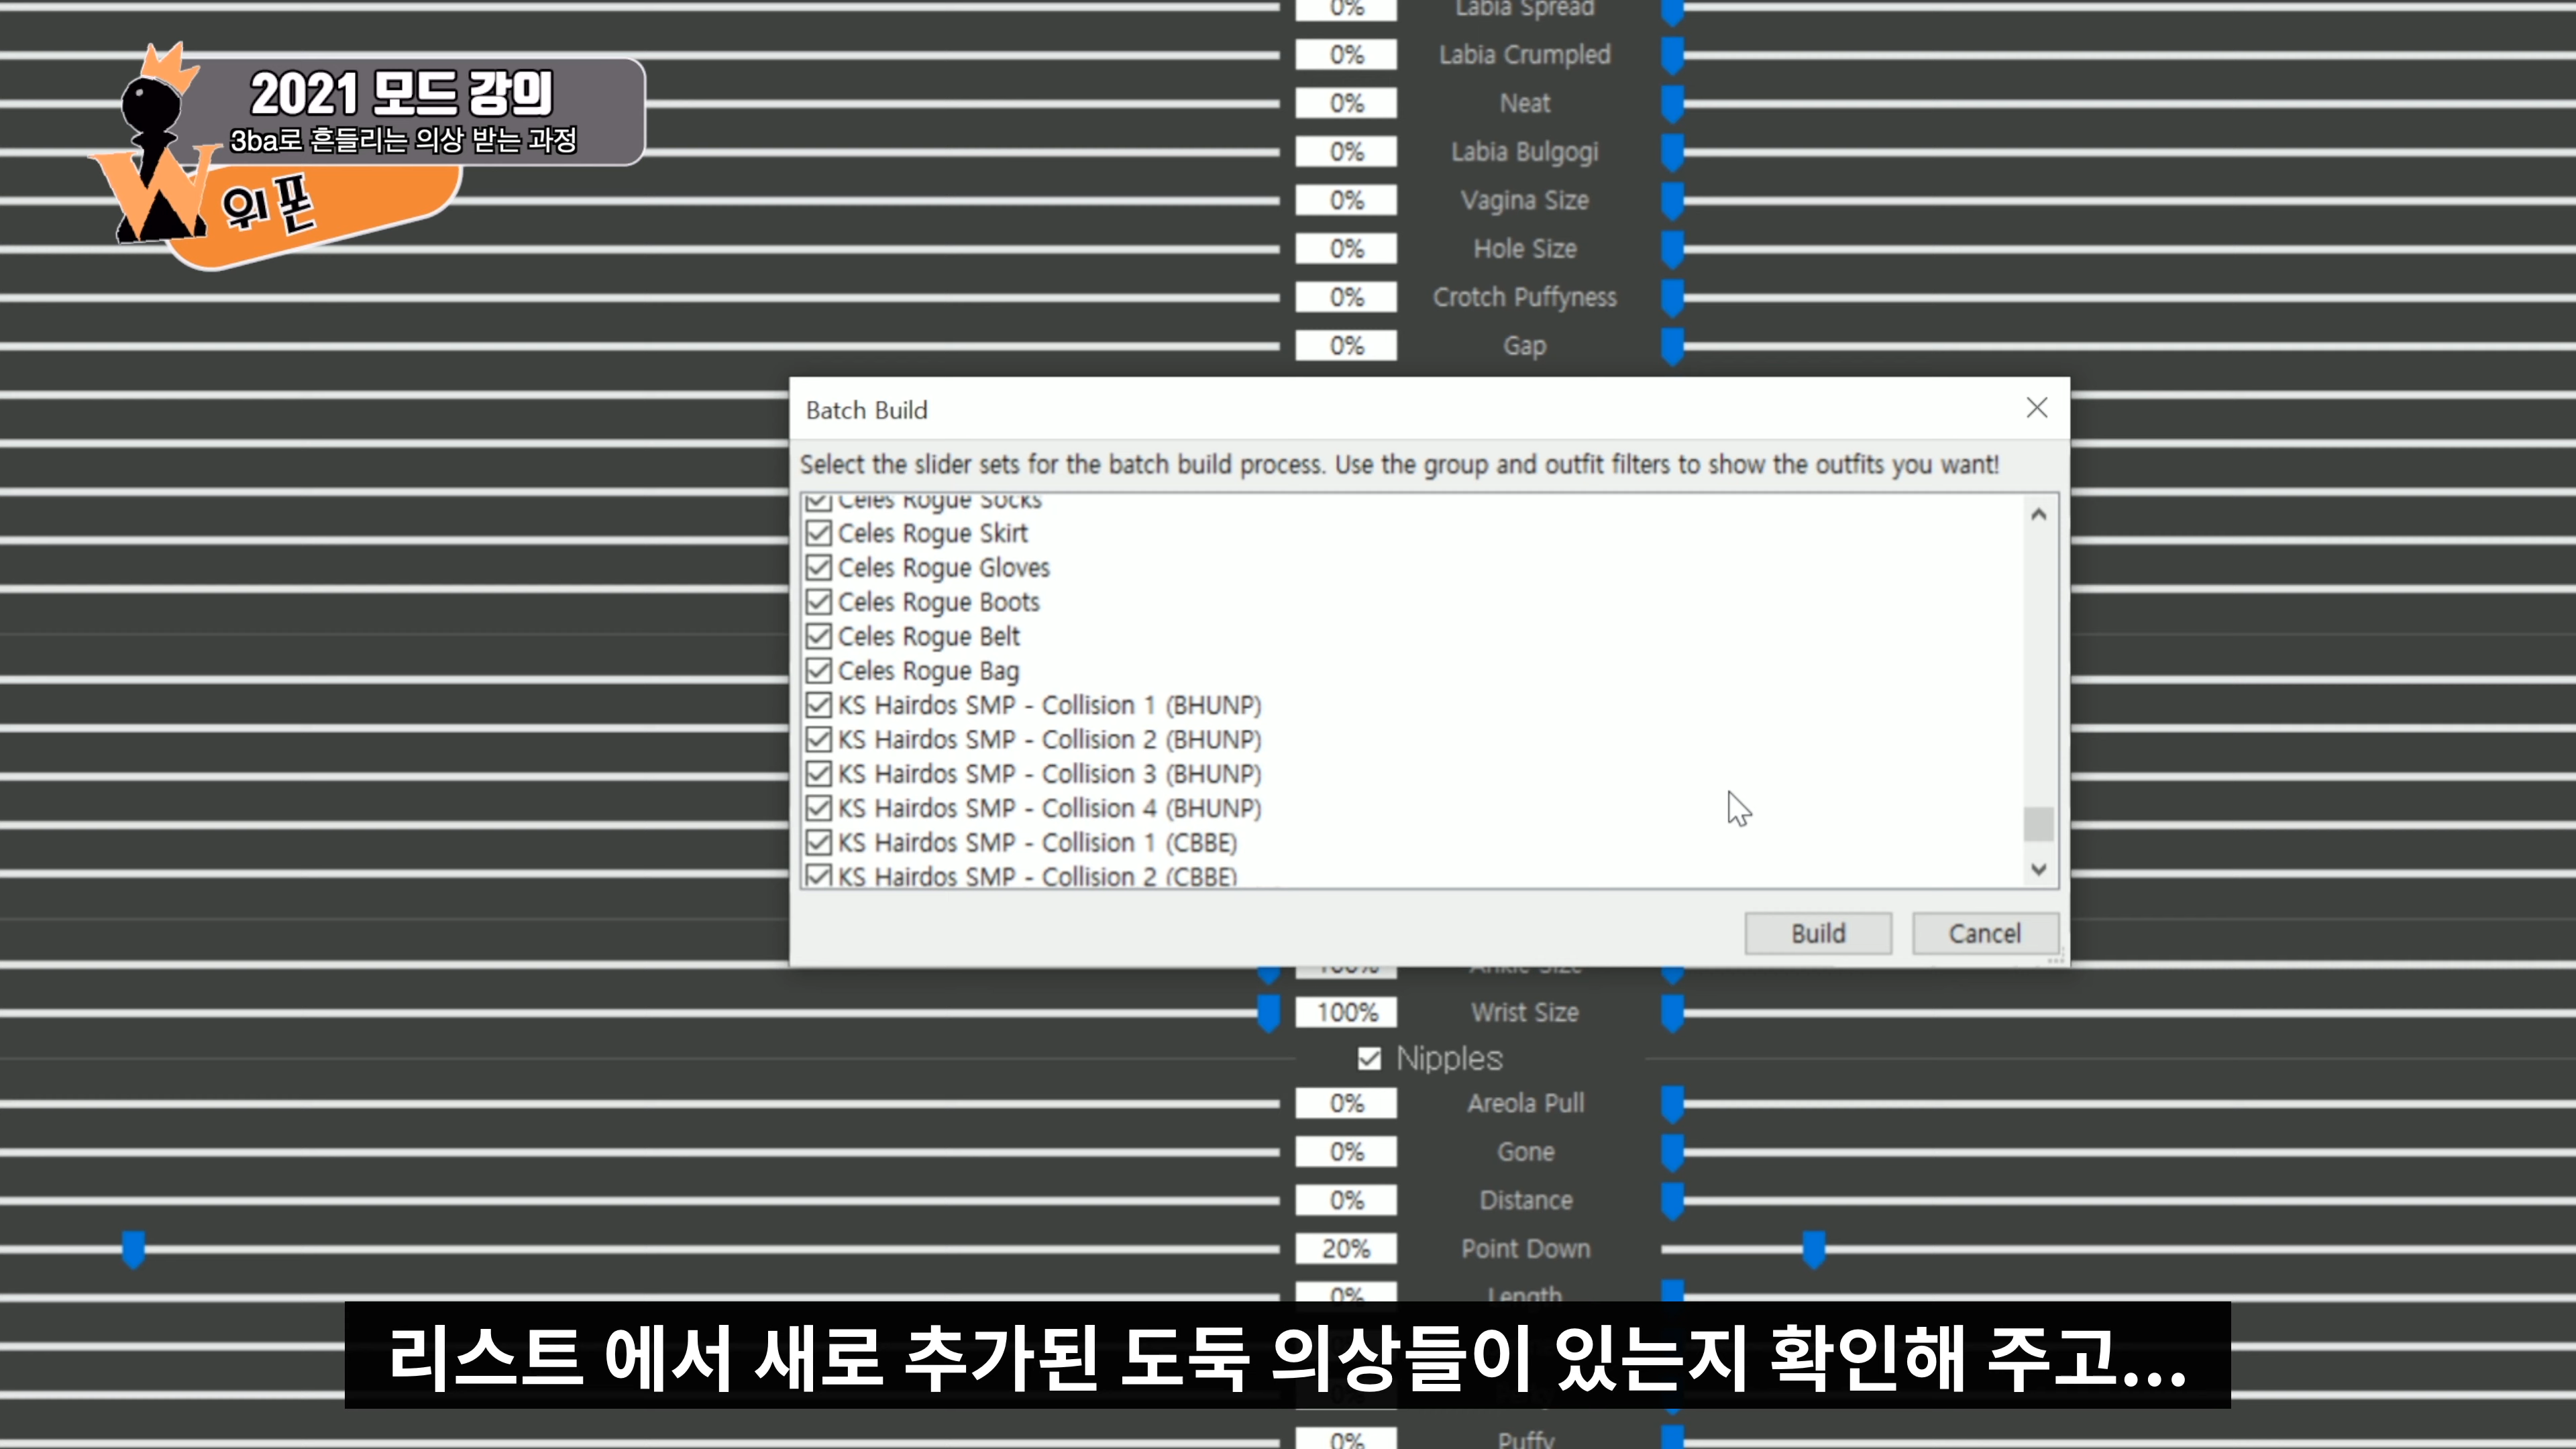 0% Labia Spread
0% Labia Crumpled
0% Neat
0% Labia Bulgogi
0% Vagina Size
0% Hole Size
0% Crotch Puffyness
0% Gap
2021 모드 강의
3ba로 흔들리는 의상 받는 과정
W 위폰
Batch Build
Select the slider sets for the batch build process. Use the group and outfit filters to show the outfits you want!
Celes Rogue Socks
Celes Rogue Skirt
Celes Rogue Gloves
Celes Rogue Boots
Celes Rogue Belt
Celes Rogue Bag
KS Hairdos SMP - Collision 1 (BHUNP)
KS Hairdos SMP - Collision 2 (BHUNP)
KS Hairdos SMP - Collision 3 (BHUNP)
KS Hairdos SMP - Collision 4 (BHUNP)
KS Hairdos SMP - Collision 1 (CBBE)
KS Hairdos SMP - Collision 2 (CBBE)
Build Cancel
100% Ankle Size
100% Wrist Size
Nipples
0% Areola Pull
0% Gone
0% Distance
20% Point Down
0% Length
리스트 에서 새로 추가된 도둑 의상들이 있는지 확인해 주고...
0% Puffy